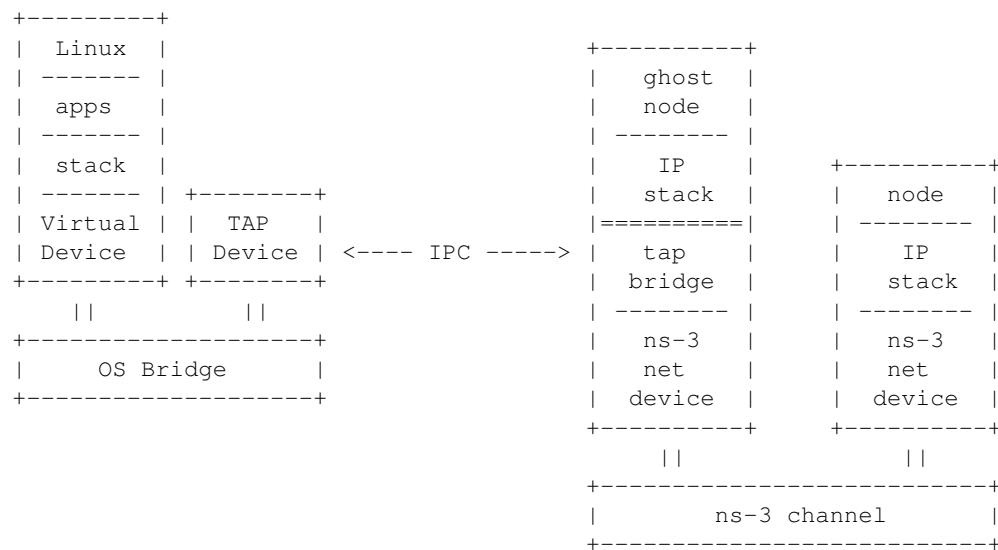 +---------+
|  Linux  |                             +----------+
| ------- |                             |   ghost  |
|  apps   |                             |   node   |
| ------- |                             | -------- |
|  stack  |                             |    IP    |     +----------+
| ------- | +--------+                  |   stack  |     |   node   |
| Virtual | |  TAP   |                  |==========|     | -------- |
| Device  | | Device | <---- IPC -----> |   tap    |     |    IP    |
+---------+ +--------+                  |  bridge  |     |   stack  |
    ||          ||                      | -------- |     | -------- |
+--------------------+                  |   ns-3   |     |   ns-3   |
|     OS Bridge      |                  |   net    |     |   net    |
+--------------------+                  |  device  |     |  device  |
                                        +----------+     +----------+
                                             ||               ||
                                        +---------------------------+
                                        |        ns-3 channel       |
                                        +---------------------------+